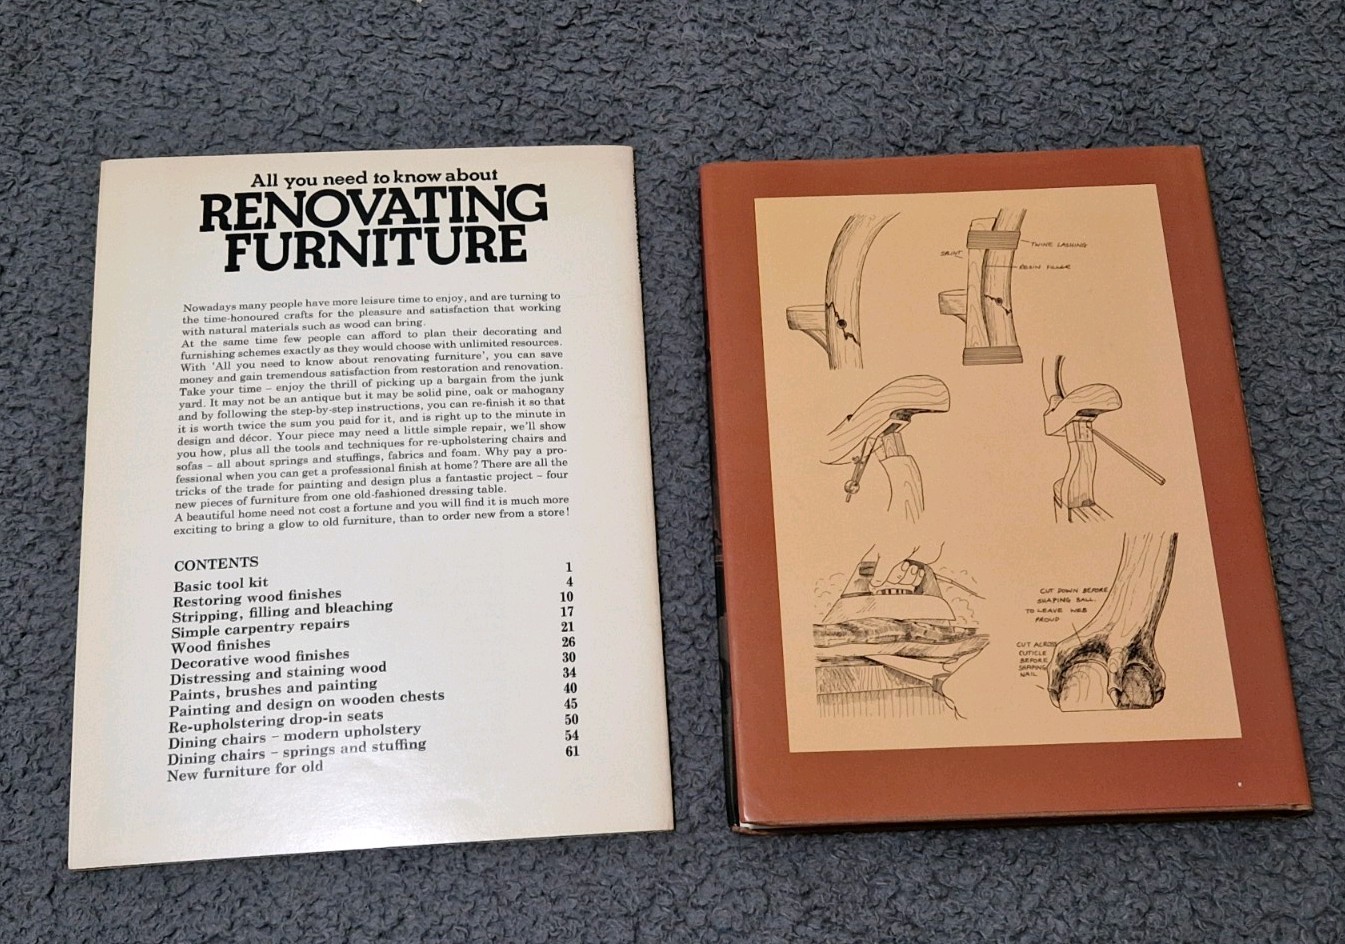 All you need to know about
RENOVATING
FURNITURE
Nowadays many people have more leisure time to enjoy, and are turning to
the time-honoured crafts for the pleasure and satisfaction that working
with natural materials such as wood can bring.
At the same time few people can afford to plan their decorating and
furnishing schemes exactly as they would choose with unlimited resources.
With 'All you need to know about renovating furniture', you can save
money and gain tremendous satisfaction from restoration and renovation.
Take your time – enjoy the thrill of picking up a bargain from the junk
yard. It may not be an antique but it may be solid pine, oak or mahogany
and by following the step-by-step instructions, you can re-finish it so that
it is worth twice the sum you paid for it, and is right up to the minute in
design and décor. Your piece may need a little simple repair, we'll show
you how, plus all the tools and techniques for re-upholstering chairs and
sofas – all about springs and stuffings, fabrics and foam. Why pay a pro-
fessional when you can get a professional finish at home? There are all the
tricks of the trade for painting and design plus a fantastic project – four
new pieces of furniture from one old-fashioned dressing table.
A beautiful home need not cost a fortune and you will find it is much more
exciting to bring a glow to old furniture, than to order new from a store!
CONTENTS
Basic tool kit 1
Restoring wood finishes 4
Stripping, filling and bleaching 10
Simple carpentry repairs 17
Wood finishes 21
Decorative wood finishes 26
Distressing and staining wood 30
Paints, brushes and painting 34
Painting and design on wooden chests 40
Re-upholstering drop-in seats 45
Dining chairs – modern upholstery 50
Dining chairs – springs and stuffing 54
New furniture for old 61
TWINE LASHING
RESIN FILLER
CUT DOWN BEFORE
SHAPING BALL.
TO LEAVE WEB
PROUD
CUT ACROSS
CUTICLE
BEFORE
SHAPING
NAIL